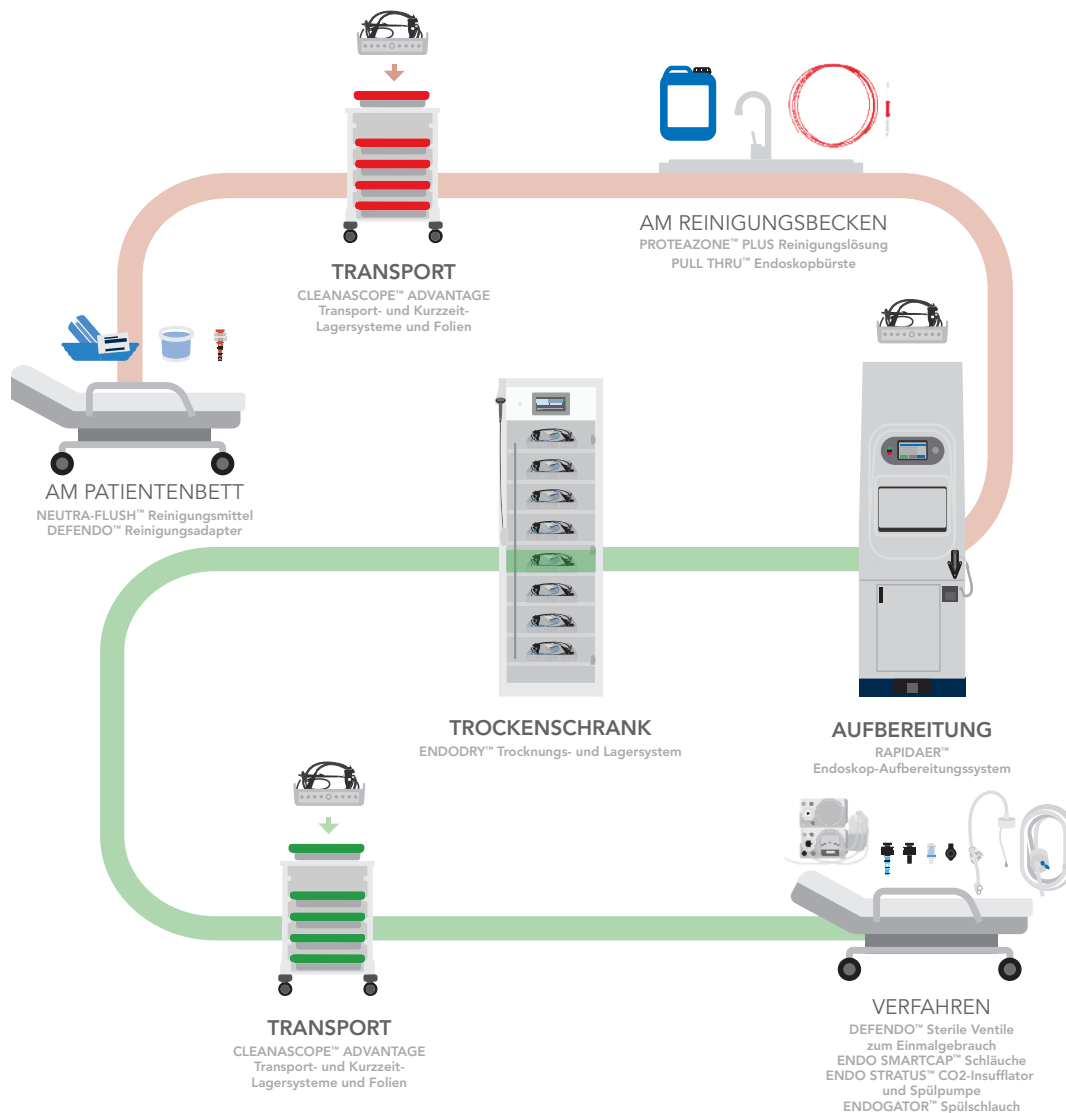 TRANSPORT
CLEANASCOPE™ ADVANTAGE
Transport- und Kurzzeit-
Lagersysteme und Folien
AM REINIGUNGSBECKEN
PROTEAZONE™ PLUS Reinigungslösung
PULL THRU™ Endoskopbürste
AM PATIENTENBETT
NEUTRA-FLUSH™ Reinigungsmittel
DEFENDO™ Reinigungsadapter
TROCKENSCHRANK
ENDODRY™ Trocknungs- und Lagersystem
AUFBEREITUNG
RAPIDAER™
Endoskop-Aufbereitungssystem
TRANSPORT
CLEANASCOPE™ ADVANTAGE
Transport- und Kurzzeit-
Lagersysteme und Folien
VERFAHREN
DEFENDO™ Sterile Ventile
zum Einmalgebrauch
ENDO SMARTCAP™ Schläuche
ENDO STRATUS™ CO2-Insufflator
und Spülpumpe
ENDOGATOR™ Spülschlauch